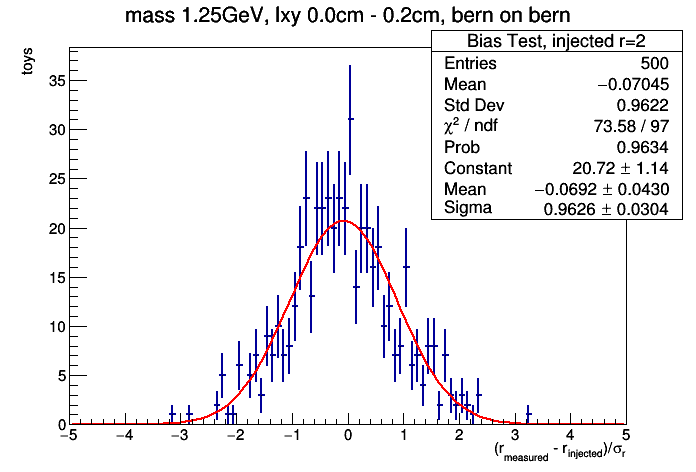 mass 1.25GeV, lxy 0.0cm - 0.2cm, bern on bern
toys
Bias Test, injected r=2
Entries 500
Mean −0.07045
Std Dev 0.9622
χ² / ndf 73.58 / 97
Prob 0.9634
Constant 20.72 ± 1.14
Mean −0.0692 ± 0.0430
Sigma 0.9626 ± 0.0304
35
30
25
20
15
10
5
0
−5 −4 −3 −2 −1 0 1 2 3 4 5
(r_measured - r_injected)/σ_r